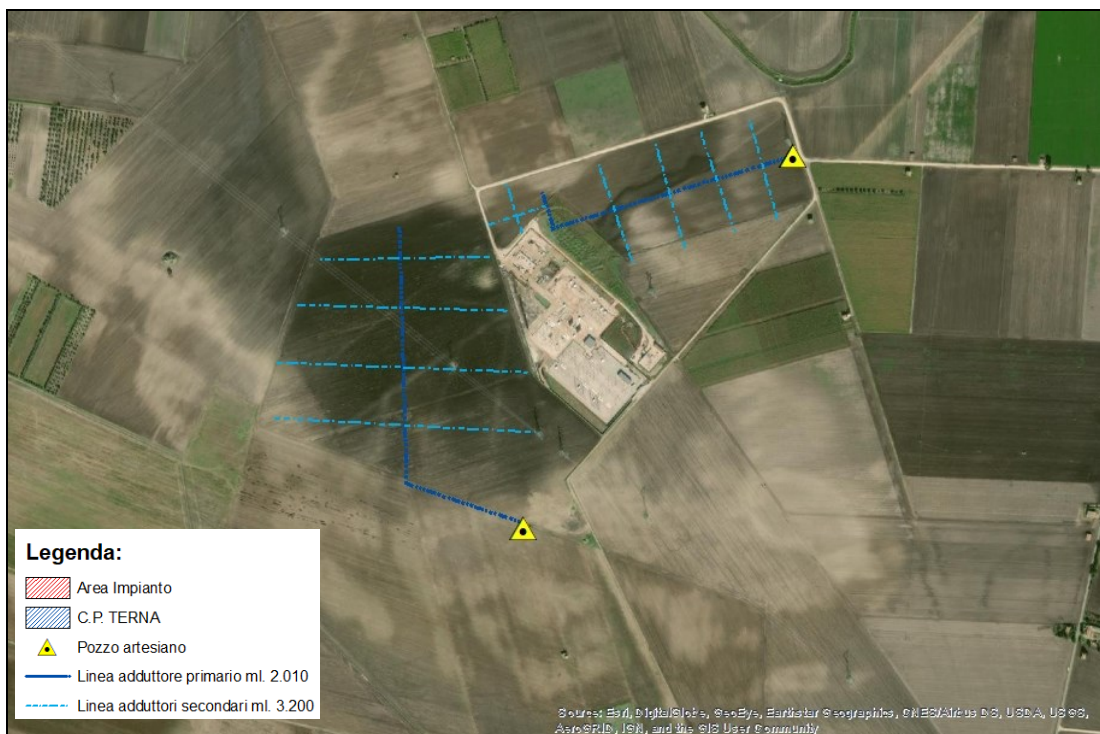 Legenda:
Area Impianto
C.P. TERNA
Pozzo artesiano
Linea adduttore primario ml. 2.010
Linea adduttori secondari ml. 3.200
Source: Esri, DigitalGlobe, GeoEye, Earthstar Geographics, CNES/Airbus DS, USDA, USGS,
AeroGRID, IGN, and the GIS User Community